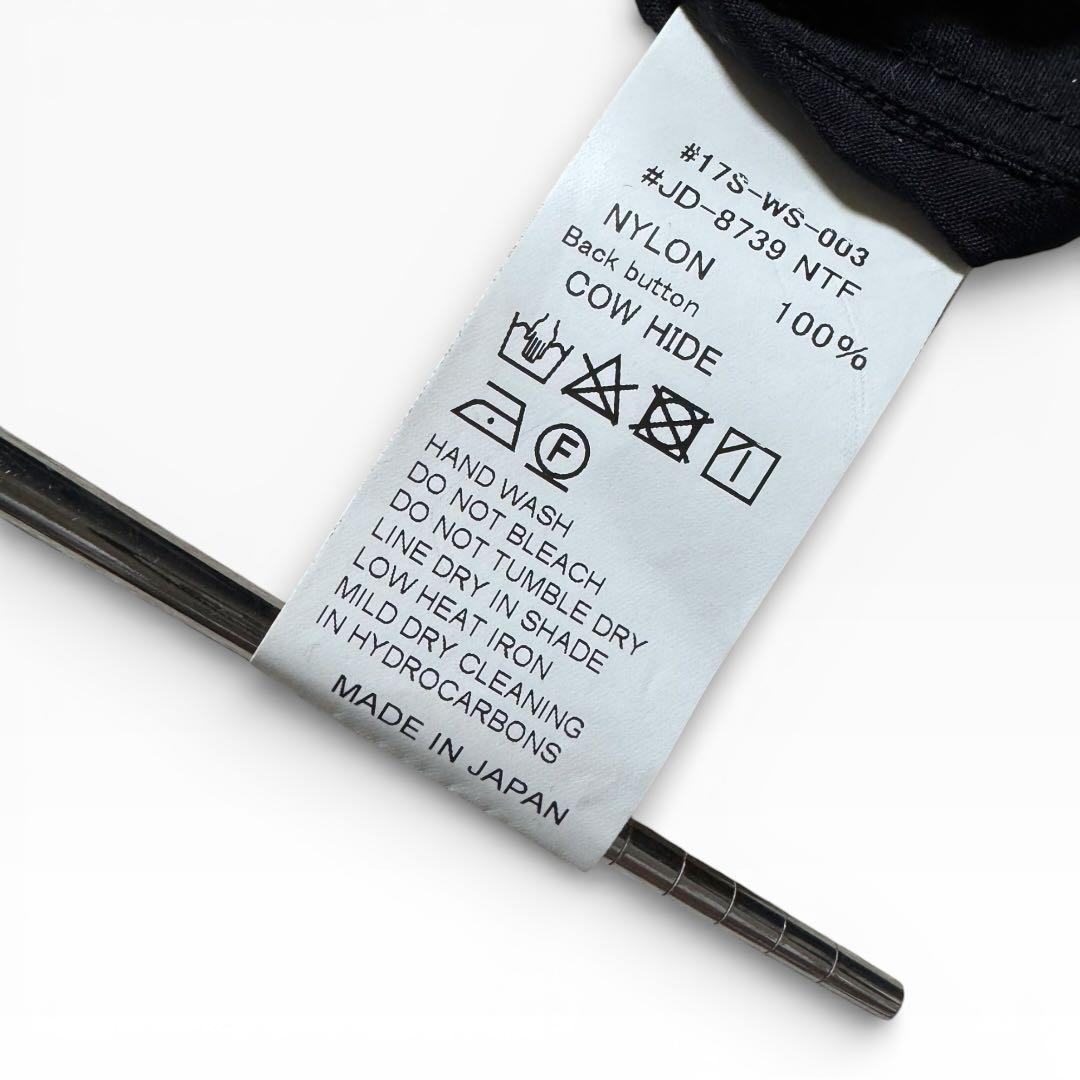 #17S-WS-003
#JD-8739 NTF
NYLON 100%
Back button
COW HIDE
F
HAND WASH
DO NOT BLEACH
DO NOT TUMBLE DRY
LINE DRY IN SHADE
LOW HEAT IRON
MILD DRY CLEANING
IN HYDROCARBONS
MADE IN JAPAN